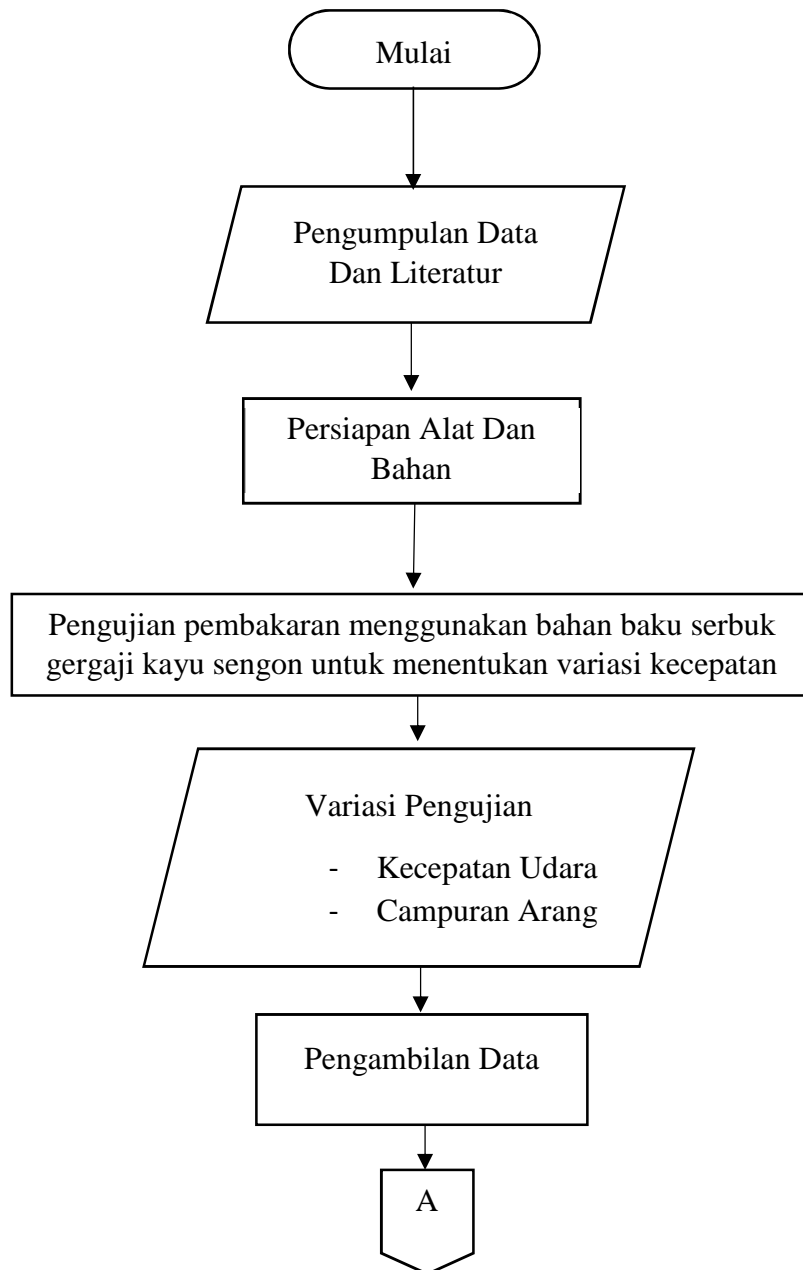 Mulai
Pengumpulan Data
Dan Literatur
Persiapan Alat Dan
Bahan
Pengujian pembakaran menggunakan bahan baku serbuk
gergaji kayu sengon untuk menentukan variasi kecepatan
Variasi Pengujian
- Kecepatan Udara
- Campuran Arang
Pengambilan Data
A